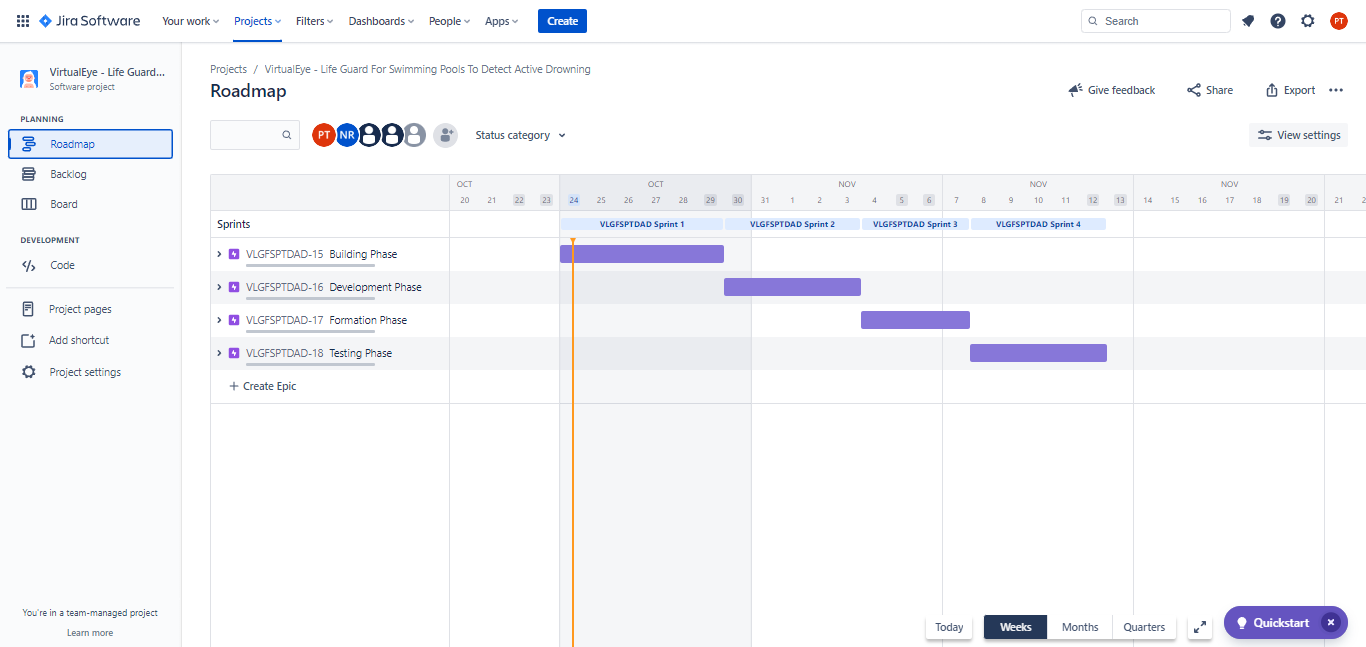 Jira Software Your work Projects Filters Dashboards People Apps Create Search PT
VirtualEye - Life Guard...
Software project
PLANNING
Roadmap
Backlog
Board
DEVELOPMENT
Code
Project pages
Add shortcut
Project settings
You're in a team-managed project
Learn more
Projects / VirtualEye - Life Guard For Swimming Pools To Detect Active Drowning
Roadmap
Give feedback Share Export
PT NR Status category View settings
OCT OCT NOV NOV NOV
20 21 22 23 24 25 26 27 28 29 30 31 1 2 3 4 5 6 7 8 9 10 11 12 13 14 15 16 17 18 19 20 21
Sprints VLGFSPTDAD Sprint 1 VLGFSPTDAD Sprint 2 VLGFSPTDAD Sprint 3 VLGFSPTDAD Sprint 4
VLGFSPTDAD-15 Building Phase
VLGFSPTDAD-16 Development Phase
VLGFSPTDAD-17 Formation Phase
VLGFSPTDAD-18 Testing Phase
+ Create Epic
Today Weeks Months Quarters Quickstart